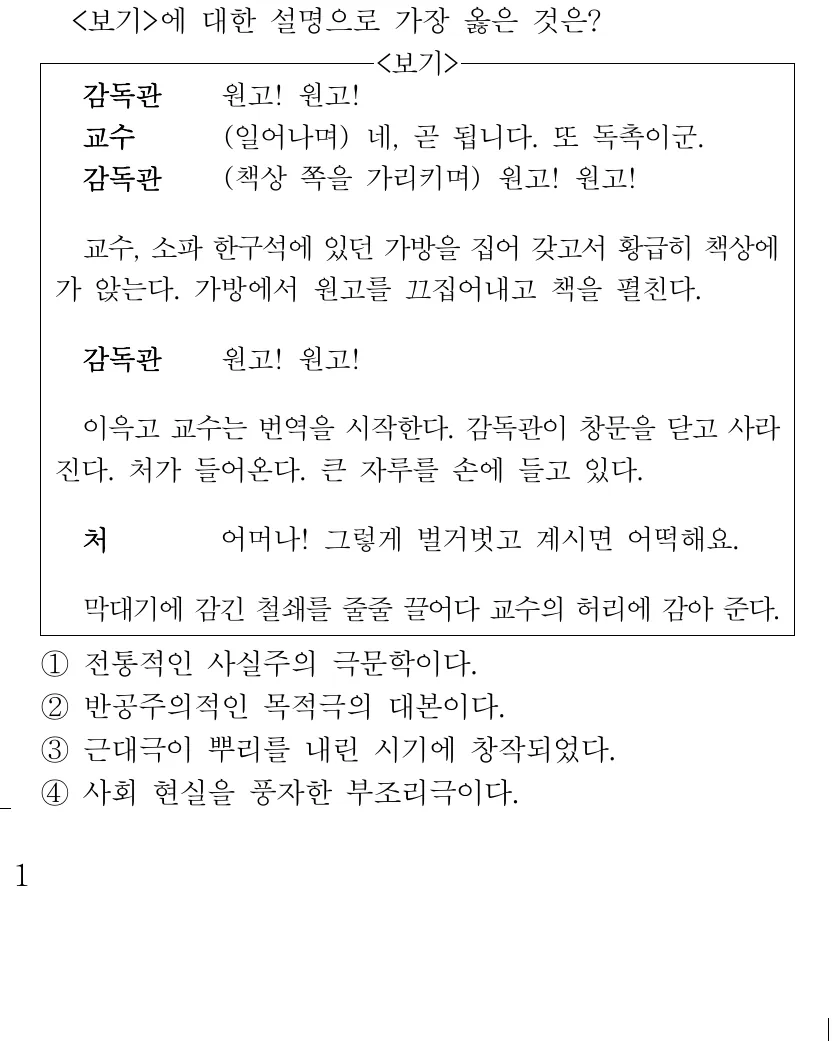 <보기>에 대한 설명으로 가장 옳은 것은?
<보기>
감독관 원고! 원고!
교수 (일어나며) 네, 곧 됩니다. 또 독촉이군.
감독관 (책상 쪽을 가리키며) 원고! 원고!
교수, 소파 한구석에 있던 가방을 집어 갖고서 황급히 책상에
가 앉는다. 가방에서 원고를 끄집어내고 책을 펼친다.
감독관 원고! 원고!
이윽고 교수는 번역을 시작한다. 감독관이 창문을 닫고 사라
진다. 처가 들어온다. 큰 자루를 손에 들고 있다.
처 어머나! 그렇게 벌거벗고 계시면 어떡해요.
막대기에 감긴 철쇄를 줄줄 끌어다 교수의 허리에 감아 준다.
① 전통적인 사실주의 극문학이다.
② 반공주의적인 목적극의 대본이다.
③ 근대극이 뿌리를 내린 시기에 창작되었다.
④ 사회 현실을 풍자한 부조리극이다.
1